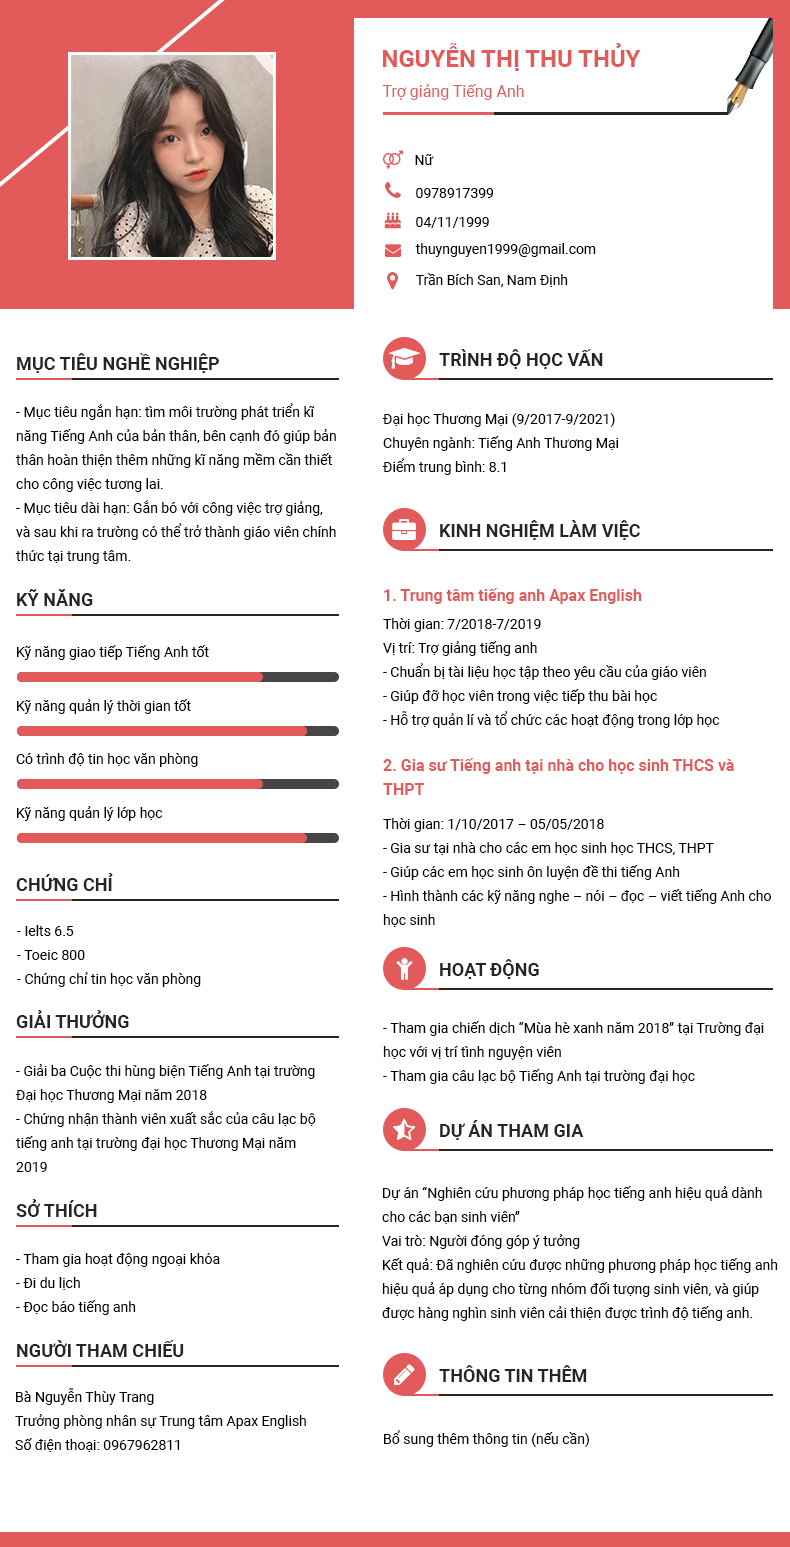 NGUYỄN THỊ THU THỦY
Trợ giảng Tiếng Anh
Nữ
0978917399
04/11/1999
thuynguyen1999@gmail.com
Trần Bích San, Nam Định
MỤC TIÊU NGHỀ NGHIỆP
- Mục tiêu ngắn hạn: tìm môi trường phát triển kĩ
năng Tiếng Anh của bản thân, bên cạnh đó giúp bản
thân hoàn thiện thêm những kĩ năng mềm cần thiết
cho công việc tương lai.
- Mục tiêu dài hạn: Gắn bó với công việc trợ giảng,
và sau khi ra trường có thể trở thành giáo viên chính
thức tại trung tâm.
KỸ NĂNG
Kỹ năng giao tiếp Tiếng Anh tốt
Kỹ năng quản lý thời gian tốt
Có trình độ tin học văn phòng
Kỹ năng quản lý lớp học
CHỨNG CHỈ
- Ielts 6.5
- Toeic 800
- Chứng chỉ tin học văn phòng
GIẢI THƯỞNG
- Giải ba Cuộc thi hùng biện Tiếng Anh tại trường
Đại học Thương Mại năm 2018
- Chứng nhận thành viên xuất sắc của câu lạc bộ
tiếng anh tại trường đại học Thương Mại năm
2019
SỞ THÍCH
- Tham gia hoạt động ngoại khóa
- Đi du lịch
- Đọc báo tiếng anh
NGƯỜI THAM CHIẾU
Bà Nguyễn Thùy Trang
Trưởng phòng nhân sự Trung tâm Apax English
Số điện thoại: 0967962811
TRÌNH ĐỘ HỌC VẤN
Đại học Thương Mại (9/2017-9/2021)
Chuyên ngành: Tiếng Anh Thương Mại
Điểm trung bình: 8.1
KINH NGHIỆM LÀM VIỆC
1. Trung tâm tiếng anh Apax English
Thời gian: 7/2018-7/2019
Vị trí: Trợ giảng tiếng anh
- Chuẩn bị tài liệu học tập theo yêu cầu của giáo viên
- Giúp đỡ học viên trong việc tiếp thu bài học
- Hỗ trợ quản lí và tổ chức các hoạt động trong lớp học
2. Gia sư Tiếng anh tại nhà cho học sinh THCS và
THPT
Thời gian: 1/10/2017 – 05/05/2018
- Gia sư tại nhà cho các em học sinh học THCS, THPT
- Giúp các em học sinh ôn luyện đề thi tiếng Anh
- Hình thành các kỹ năng nghe – nói – đọc – viết tiếng Anh cho
học sinh
HOẠT ĐỘNG
- Tham gia chiến dịch "Mùa hè xanh năm 2018" tại Trường đại
học với vị trí tình nguyện viên
- Tham gia câu lạc bộ Tiếng Anh tại trường đại học
DỰ ÁN THAM GIA
Dự án “Nghiên cứu phương pháp học tiếng anh hiệu quả dành
cho các bạn sinh viên”
Vai trò: Người đóng góp ý tưởng
Kết quả: Đã nghiên cứu được những phương pháp học tiếng anh
hiệu quả áp dụng cho từng nhóm đối tượng sinh viên, và giúp
được hàng nghìn sinh viên cải thiện được trình độ tiếng anh.
THÔNG TIN THÊM
Bổ sung thêm thông tin (nếu cần)